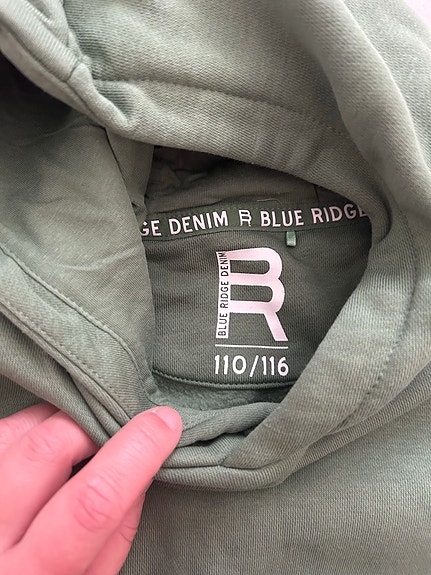 GE DENIM R BLUE RIDGE
BLUE RIDGE DENIM
R
110/116